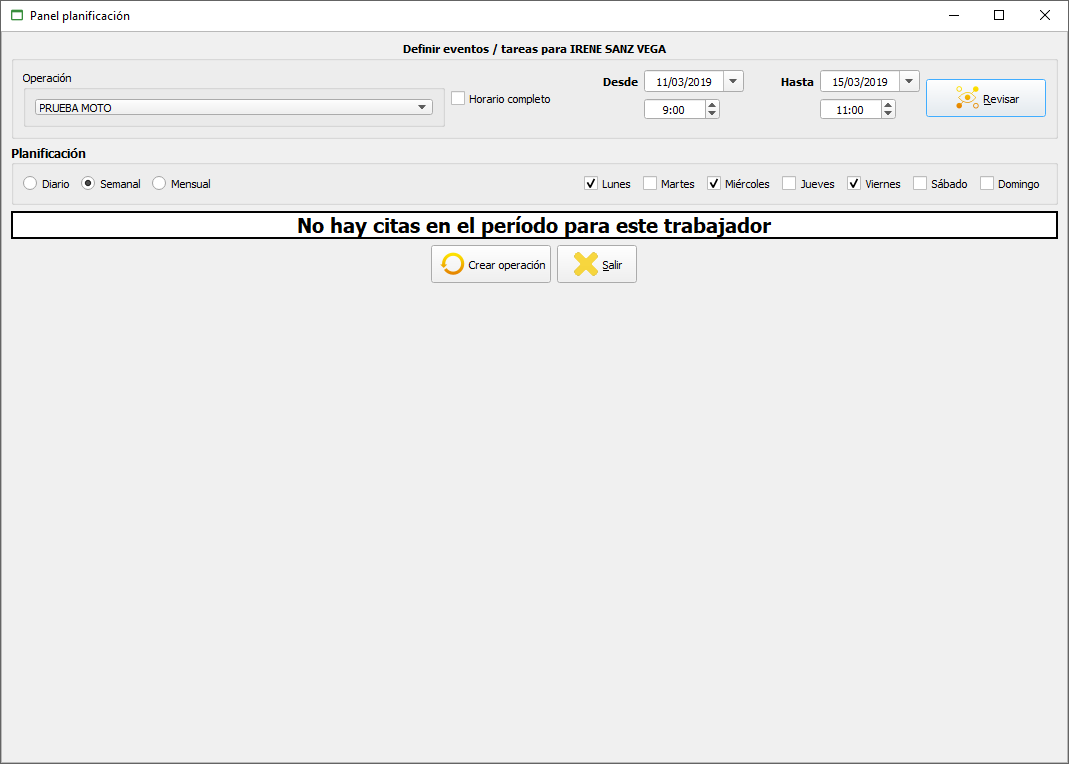 Panel planificación
Definir eventos / tareas para IRENE SANZ VEGA
Operación
PRUEBA MOTO
Horario completo
Desde 11/03/2019 Hasta 15/03/2019
9:00 11:00
Revisar
Planificación
Diario Semanal Mensual Lunes Martes Miércoles Jueves Viernes Sábado Domingo
No hay citas en el período para este trabajador
Crear operación Salir